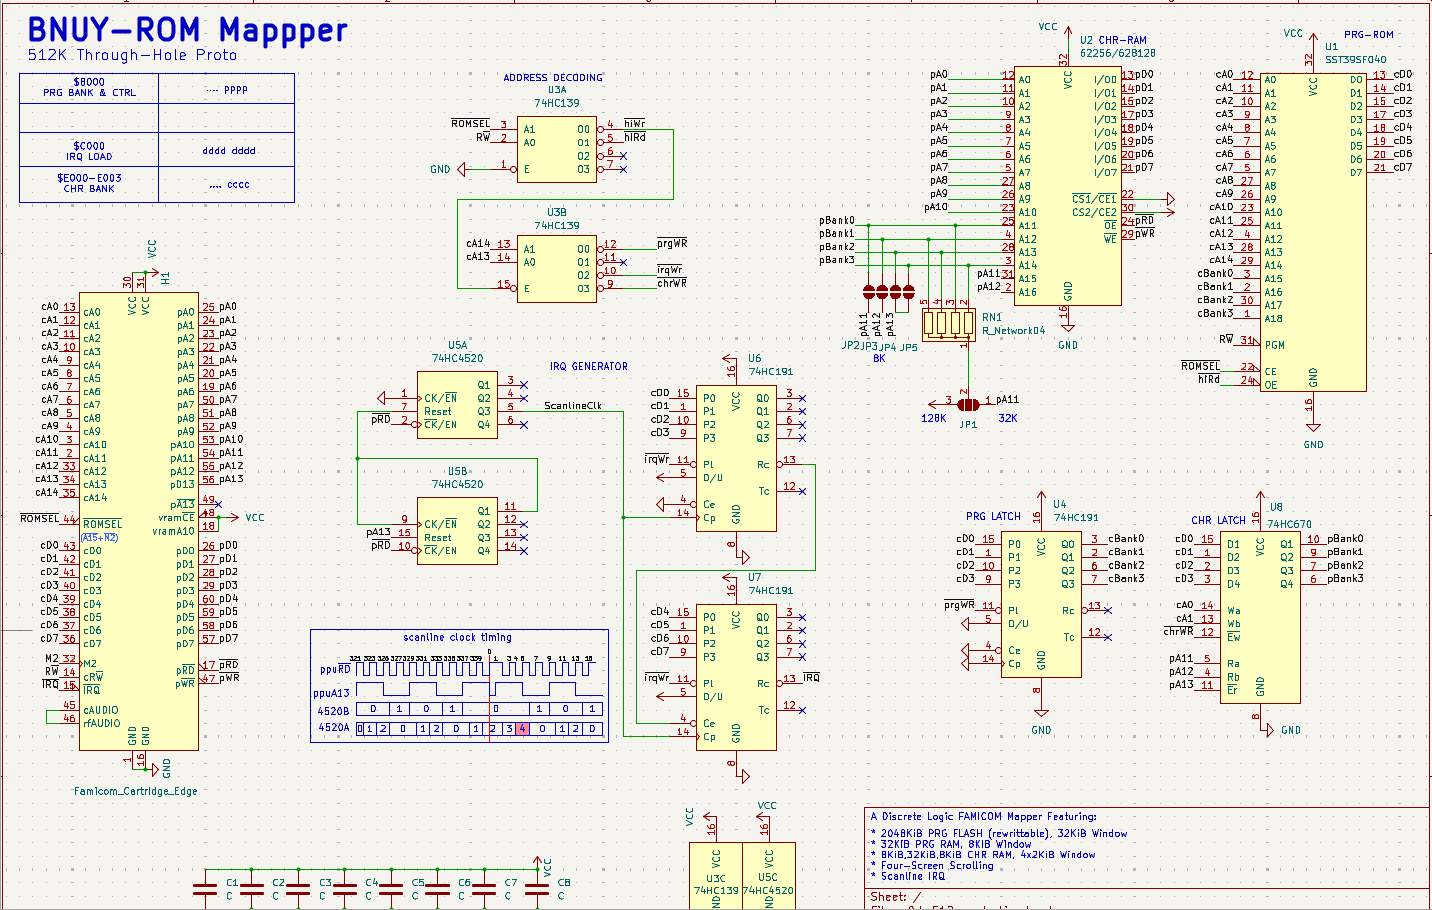 BNUY-ROM Mappper
512K Through-Hole Proto
$8000
PRG BANK & CTRL
.... PPPP
$C000
IRQ LOAD
dddd dddd
$E000-E003
CHR BANK
.... cccc
ADDRESS DECODING
U3A
74HC139
ROMSEL 3 A1 O0 4 hiWr
RW 2 A0 O1 5 hiRd
O2 6
GND 1 E O3 7
U3B
74HC139
cA14 13 A1 O0 12 prgWR
cA13 14 A0 O1 11
O2 10 irqWr
15 E O3 9 chrWR
VCC
U2 CHR-RAM
62256/628128
32
VCC
pA0 12 A0 I/O0 13 pD0
pA1 11 A1 I/O1 14 pD1
pA2 10 A2 I/O2 15 pD2
pA3 9 A3 I/O3 17 pD3
pA4 8 A4 I/O4 18 pD4
pA5 7 A5 I/O5 19 pD5
pA6 6 A6 I/O6 20 pD6
pA7 5 A7 I/O7 21 pD7
pA8 27 A8
pA9 26 A9 CS1/CE1 22
pA10 23 A10 CS2/CE2 30
pBank0 25 A11 OE 24 pRD
pBank1 4 A12 WE 29 pWR
pBank2 28 A13
pBank3 3 A14
pA11 31 A15
pA12 2 A16
GND
16
GND
pA11
pA12
pA13
JP2 JP3 JP4 JP5
8K
5 4 3 2
RN1
R_Network04
1
2
3 1 pA11
128K 32K
JP1
VCC
PRG-ROM
U1
SST39SF040
32
VCC
cA0 12 A0 D0 13 cD0
cA1 11 A1 D1 14 cD1
cA2 10 A2 D2 15 cD2
cA3 9 A3 D3 17 cD3
cA4 8 A4 D4 18 cD4
cA5 7 A5 D5 19 cD5
cA6 6 A6 D6 20 cD6
cA7 5 A7 D7 21 cD7
cA8 27 A8
cA9 26 A9
cA10 23 A10
cA11 25 A11
cA12 4 A12
cA13 28 A13
cA14 29 A14
cBank0 3 A15
cBank1 2 A16
cBank2 30 A17
cBank3 1 A18
RW 31 PGM
ROMSEL 22 CE
hiRd 24 OE
GND
16
GND
VCC
30 31 H1
VCC VCC
cA0 13 cA0 pA0 25 pA0
cA1 12 cA1 pA1 24 pA1
cA2 11 cA2 pA2 23 pA2
cA3 10 cA3 pA3 22 pA3
cA4 9 cA4 pA4 21 pA4
cA5 8 cA5 pA5 20 pA5
cA6 7 cA6 pA6 19 pA6
cA7 6 cA7 pA7 50 pA7
cA8 5 cA8 pA8 51 pA8
cA9 4 cA9 pA9 52 pA9
cA10 3 cA10 pA10 53 pA10
cA11 2 cA11 pA11 54 pA11
cA12 33 cA12 pA12 55 pA12
cA13 34 cA13 pD13 56 pA13
cA14 35 cA14
pA13 49
vramCE 48 VCC
ROMSEL 44 ROMSEL vramA10 18
(A15+M2)
cD0 43 cD0 pD0 26 pD0
cD1 42 cD1 pD1 27 pD1
cD2 41 cD2 pD2 28 pD2
cD3 40 cD3 pD3 29 pD3
cD4 39 cD4 pD4 60 pD4
cD5 38 cD5 pD5 59 pD5
cD6 37 cD6 pD6 58 pD6
cD7 36 cD7 pD7 57 pD7
M2 32 M2
RW 14 cRW pRD 17 pRD
IRQ 15 IRQ pWR 47 pWR
45 cAUDIO
46 rfAUDIO
GND GND
1 16 GND
Famicom_Cartridge_Edge
U5A
74HC4520
IRQ GENERATOR
1 CK/EN Q1 3
Q2 4
7 Reset Q3 5 ScanlineClk
pRD 2 CK/EN Q4 6
U5B
74HC4520
Q1 11
9 CK/EN Q2 12
pA13 15 Reset Q3 13
pRD 10 CK/EN Q4 14
U6
74HC191
16
VCC
cD0 15 P0 Q0 3
cD1 1 P1 Q1 2
cD2 10 P2 Q2 6
cD3 9 P3 Q3 7
irqWr 11 Pl Rc 13
5 D/U
Tc 12
4 Ce
14 Cp
GND
8
U7
74HC191
16
VCC
cD4 15 P0 Q0 3
cD5 1 P1 Q1 2
cD6 10 P2 Q2 6
cD7 9 P3 Q3 7
irqWr 11 Pl Rc 13 IRQ
5 D/U
Tc 12
4 Ce
14 Cp
GND
8
scanline clock timing
0
321 323 326 327 329 331 333 335 337 339 1 3 4 5 7 9 11 13 15
ppuRD
ppuA13
4520B 0 1 0 1 0 1 0 1
4520A 0 1 2 0 1 2 0 1 2 3 4 0 1 2 0
PRG LATCH
U4
74HC191
16
VCC
cD0 15 P0 Q0 3 cBank0
cD1 1 P1 Q1 2 cBank1
cD2 10 P2 Q2 6 cBank2
cD3 9 P3 Q3 7 cBank3
prgWR 11 Pl Rc 13
5 D/U
Tc 12
4 Ce
14 Cp
GND
8
GND
CHR LATCH
U8
74HC670
16
VCC
cD0 15 D1 Q1 10 pBank0
cD1 1 D2 Q2 9 pBank1
cD2 2 D3 Q3 7 pBank2
cD3 3 D4 Q4 6 pBank3
cA0 14 Wa
cA1 13 Wb
chrWR 12 Ew
pA11 5 Ra
pA12 4 Rb
pA13 11 Er
GND
8
GND
VCC VCC
16 16
VCC VCC
U3C U5C
74HC139 74HC4520
VCC
C1 C2 C3 C4 C5 C6 C7 C8
C C C C C C C C
A Discrete Logic FAMICOM Mapper Featuring:
* 2048KiB PRG FLASH (rewrittable), 32KiB Window
* 32KiB PRG RAM, 8KiB Window
* 8KiB,32KiB,8KiB CHR RAM, 4x2KiB Window
* Four-Screen Scrolling
* Scanline IRQ
Sheet: /